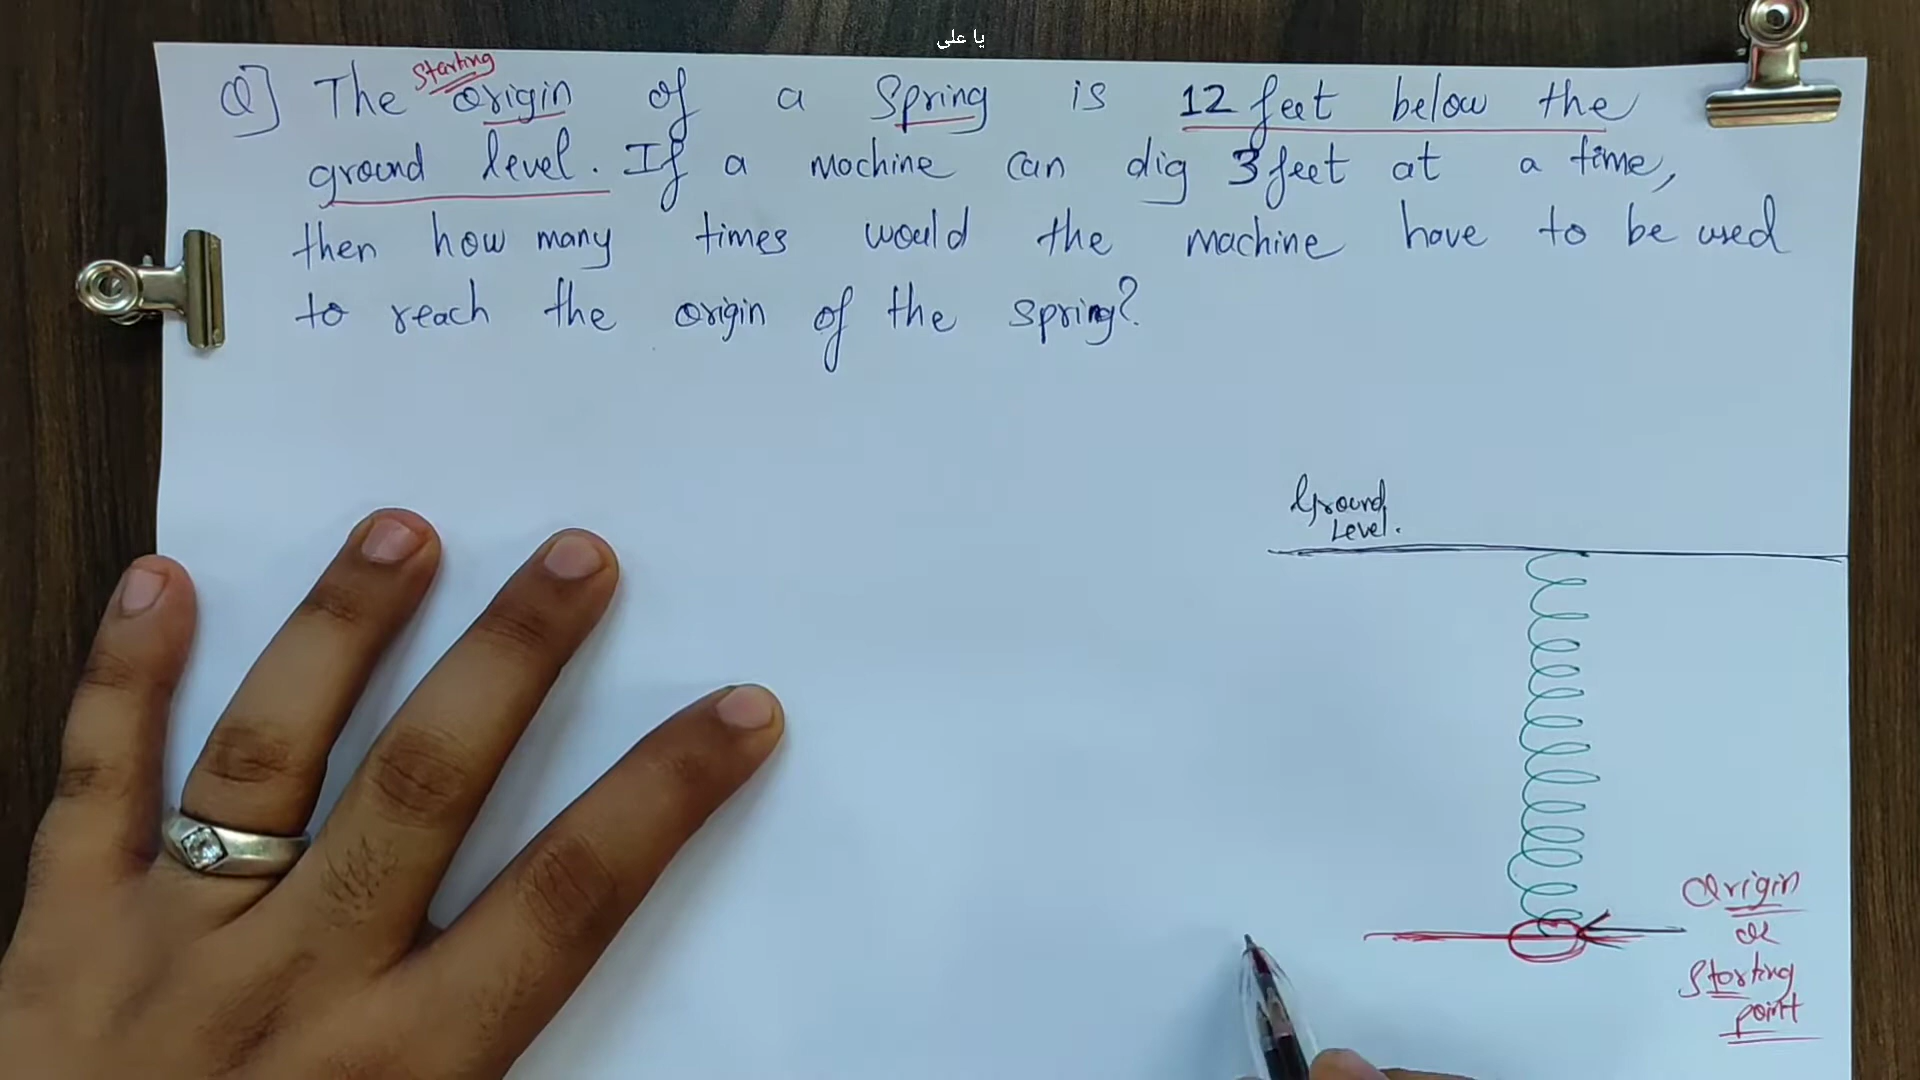 يا على
Starting
Q] The origin of a spring is 12 feet below the
ground level. If a machine can dig 3 feet at a time,
then how many times would the machine have to be used
to reach the origin of the spring?
Ground
Level.
Origin
or
Starting
point